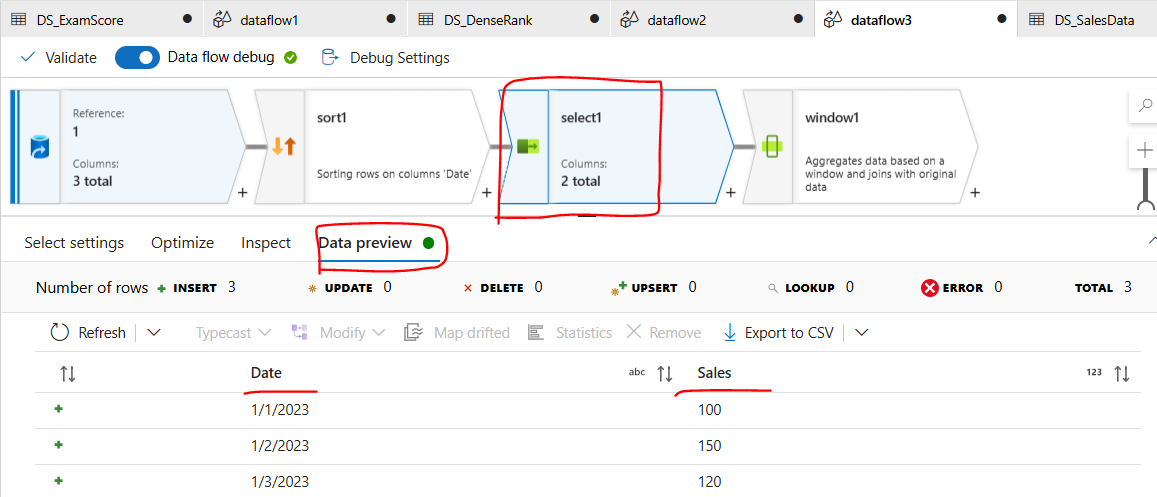 DS_ExamScore dataflow1 DS_DenseRank dataflow2 dataflow3 DS_SalesData
Validate Data flow debug Debug Settings
Reference:
1
Columns:
3 total
sort1
Sorting rows on columns 'Date'
select1
Columns:
2 total
window1
Aggregates data based on a
window and joins with original
data
Select settings Optimize Inspect Data preview
Number of rows INSERT 3 UPDATE 0 DELETE 0 UPSERT 0 LOOKUP 0 ERROR 0 TOTAL 3
Refresh Typecast Modify Map drifted Statistics Remove Export to CSV
Date abc Sales 123
1/1/2023 100
1/2/2023 150
1/3/2023 120